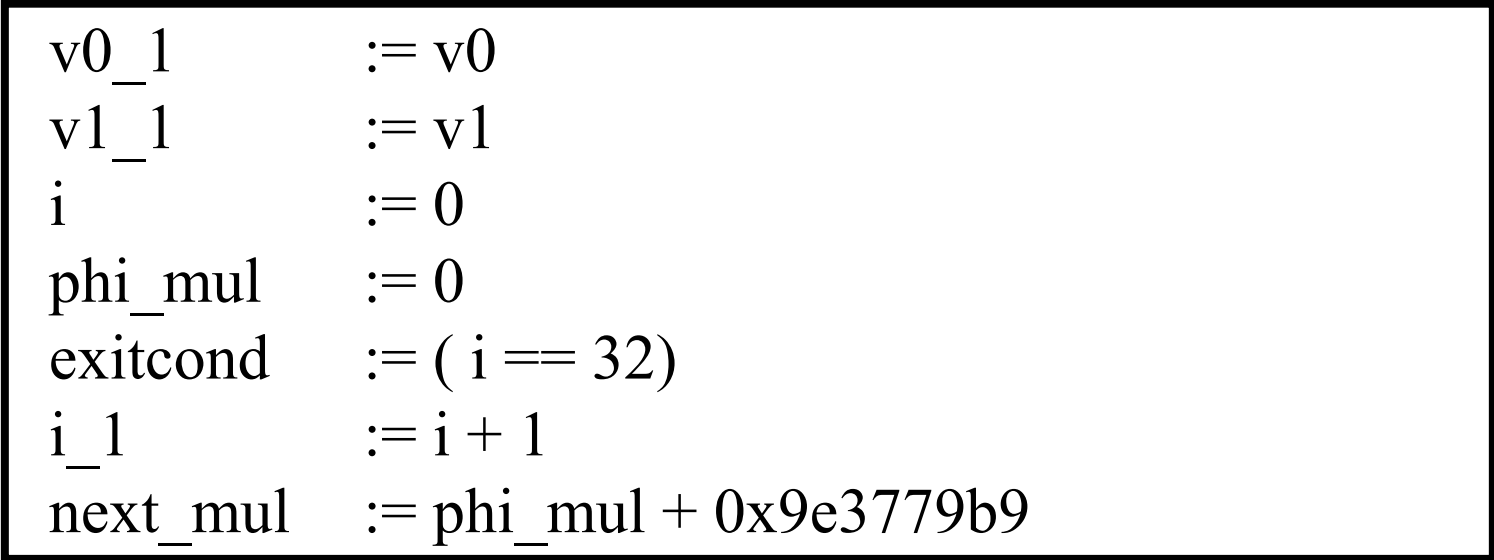 v0_1 := v0
v1_1 := v1
i := 0
phi_mul := 0
exitcond := ( i == 32)
i_1 := i + 1
next_mul := phi_mul + 0x9e3779b9